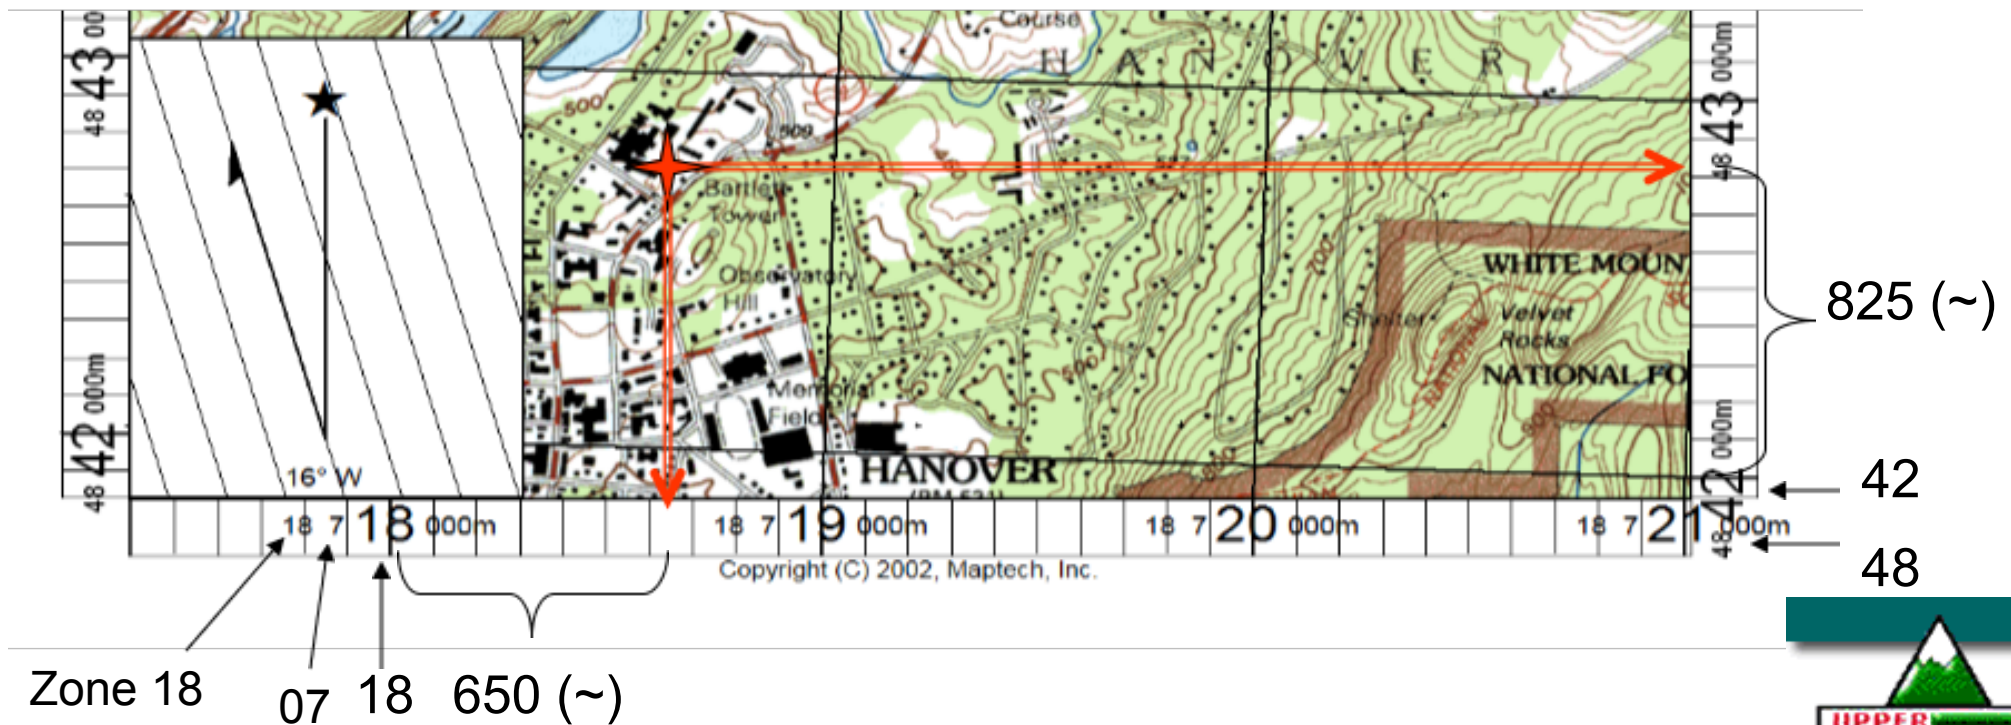 Course
H A N O V E R
48 43 000m
48 43 000m
500
509
Bartlett
Tower
Observatory
Hill
700
WHITE MOUN
Shelter
Velvet
Rocks
NATIONAL
NATIONAL FO
500
800
Memorial
Field
HANOVER
16° W
48 42 000m
48 42 000m
825 (~)
42
48
18 7 18 000m
18 7 19 000m
18 7 20 000m
18 7 21 000m
Copyright (C) 2002, Maptech, Inc.
Zone 18
07
18
650 (~)
UPPER